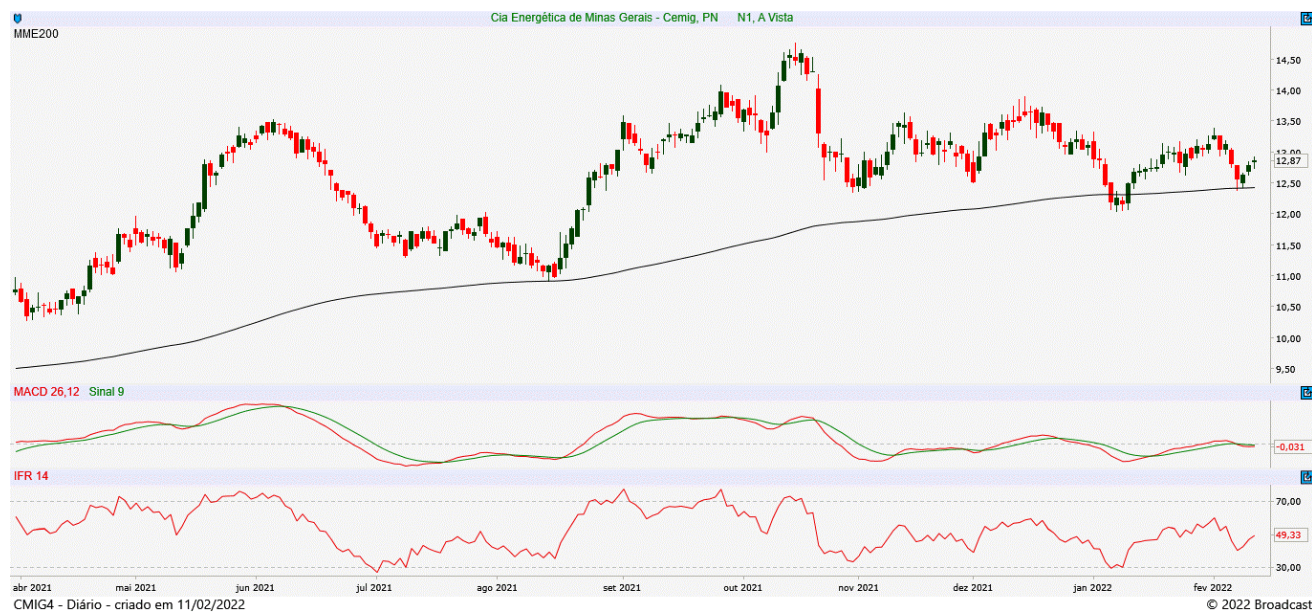 Cia Energética de Minas Gerais - Cemig, PN N1, A Vista
MME200
14,50
14,00
13,50
13,00
12,87
12,50
12,00
11,50
11,00
10,50
10,00
9,50
MACD 26,12 Sinal 9
-0,031
IFR 14
70,00
49,33
30,00
abr 2021 mai 2021 jun 2021 jul 2021 ago 2021 set 2021 out 2021 nov 2021 dez 2021 jan 2022 fev 2022
CMIG4 - Diário - criado em 11/02/2022 © 2022 Broadcast